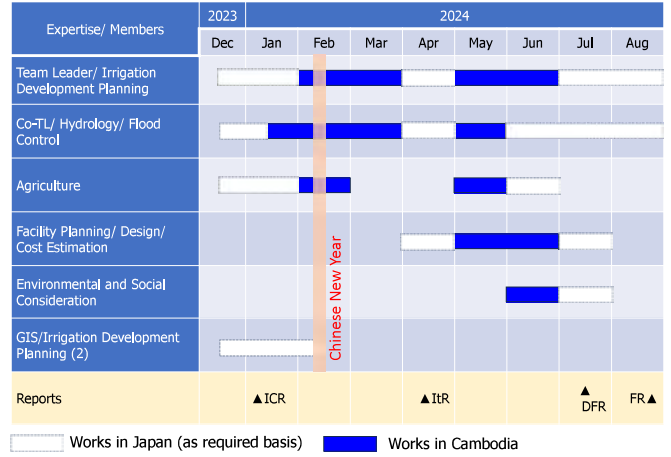 Expertise/ Members
2023
2024
Dec
Jan
Feb
Mar
Apr
May
Jun
Jul
Aug
Team Leader/ Irrigation
Development Planning
Co-TL/ Hydrology/ Flood
Control
Agriculture
Facility Planning/ Design/
Cost Estimation
Environmental and Social
Consideration
GIS/Irrigation Development
Planning (2)
Chinese New Year
Reports
▲ICR
▲ItR
▲
DFR
FR▲
Works in Japan (as required basis)
Works in Cambodia